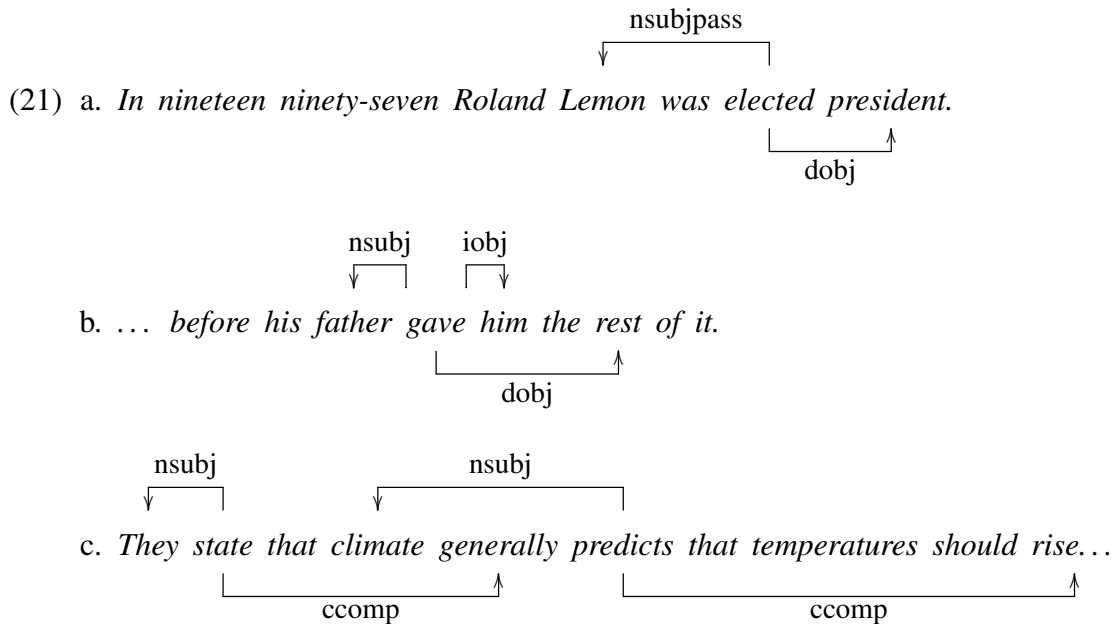 nsubjpass
(21) a. In nineteen ninety-seven Roland Lemon was elected president.
dobj
nsubj iobj
b. ... before his father gave him the rest of it.
dobj
nsubj nsubj
c. They state that climate generally predicts that temperatures should rise...
ccomp ccomp